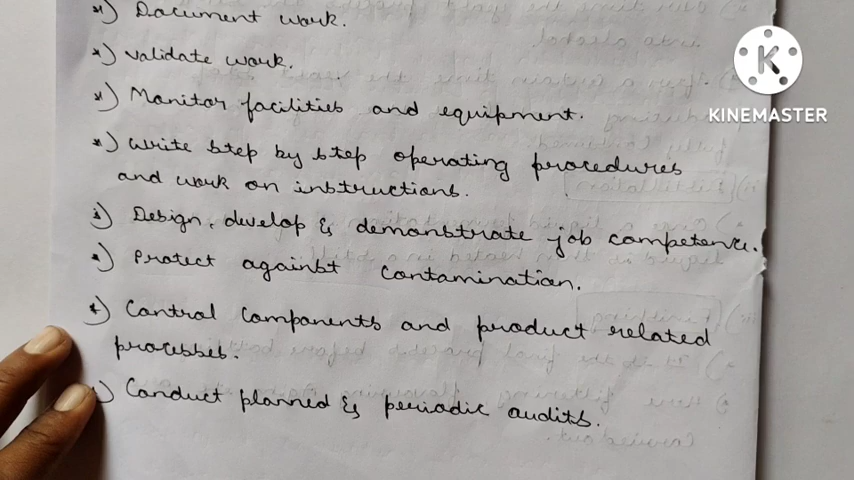 *) Document work.
*) Validate work.
*) Monitor facilities and equipment.
*) Write step by step operating procedures
and work on instructions.
*) Design, develop & demonstrate job competence.
*) Protect against contamination.
*) Control components and product related
processes.
*) Conduct planned & periodic audits.
K
KINEMASTER